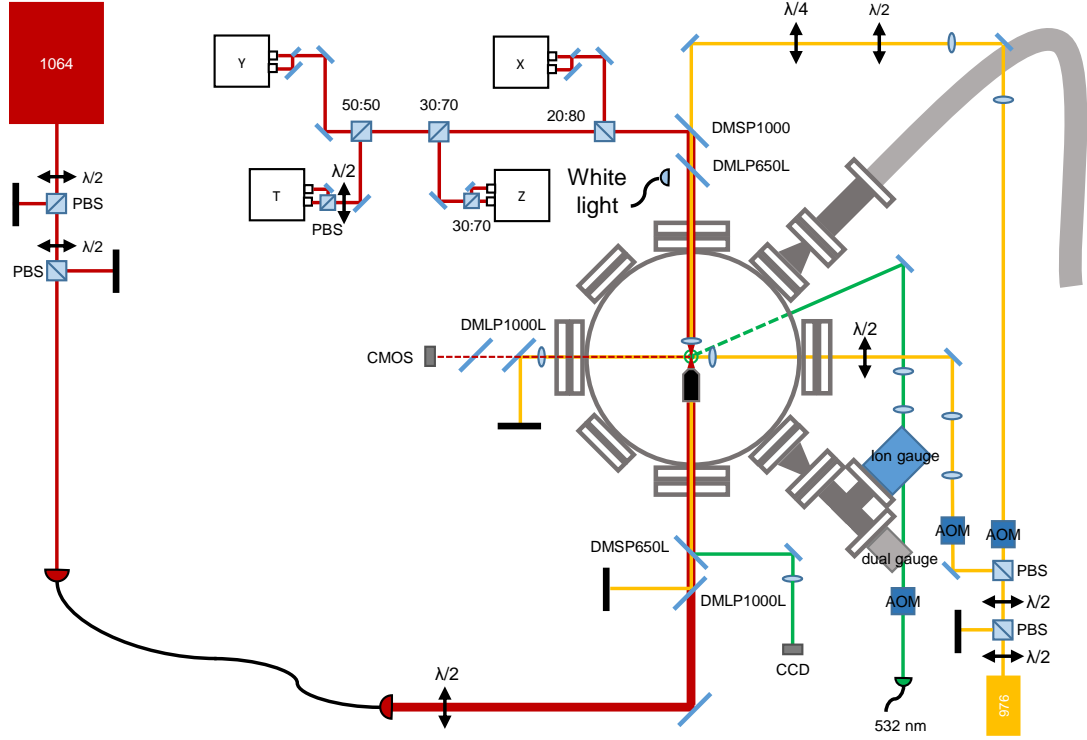 1064
λ/2
PBS
λ/2
PBS
Y
X
50:50
30:70
20:80
T
λ/2
PBS
30:70
Z
λ/4
λ/2
DMSP1000
DMLP650L
White
light
DMLP1000L
CMOS
λ/2
Ion gauge
AOM
AOM
dual gauge
DMSP650L
PBS
DMLP1000L
AOM
λ/2
PBS
λ/2
CCD
λ/2
976
532 nm